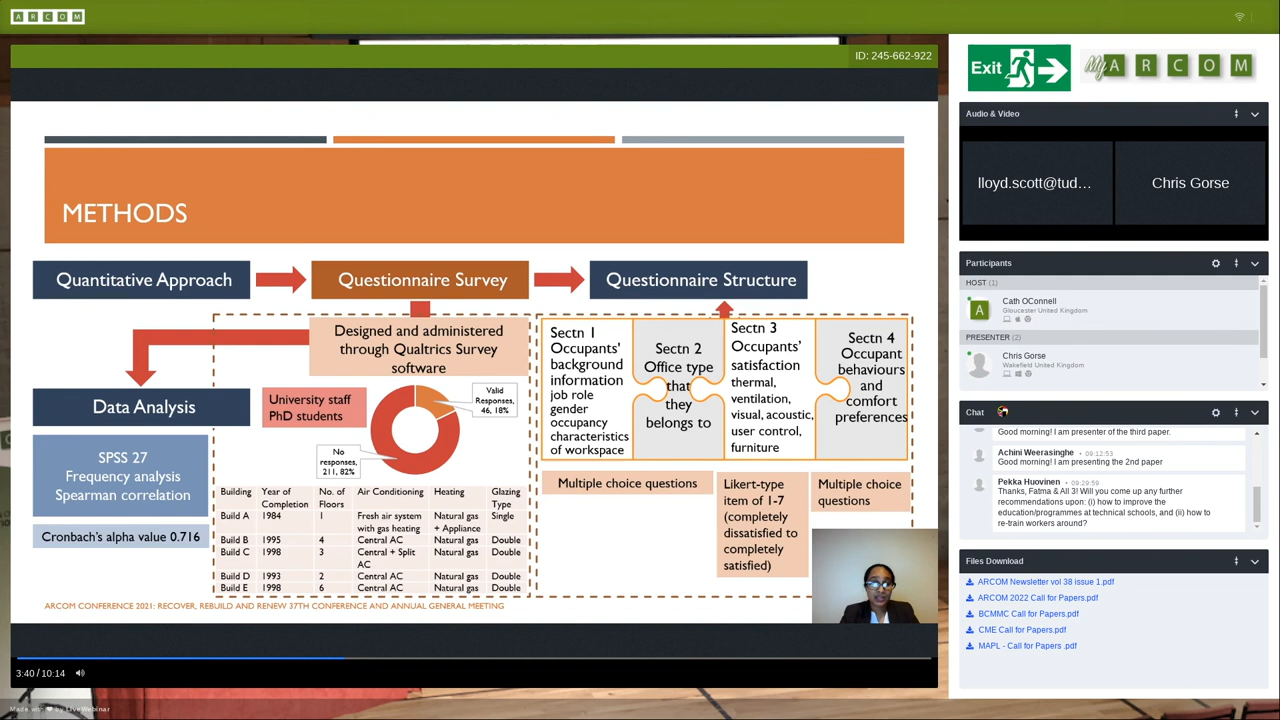 ARCOM
ID: 245-662-922
METHODS
Quantitative Approach
Questionnaire Survey
Questionnaire Structure
Designed and administered
through Qualtrics Survey
software
Data Analysis
SPSS 27
Frequency analysis
Spearman correlation
Cronbach's alpha value 0.716
University staff
PhD students
Valid
Responses,
46, 18%
No
responses,
211, 82%
Building Year of Completion No. of Floors Air Conditioning Heating Glazing Type
Build A 1984 1 Fresh air system with gas heating Natural gas + Appliance Single
Build B 1995 4 Central AC Natural gas Double
Build C 1998 3 Central + Split AC Natural gas Double
Build D 1993 2 Central AC Natural gas Double
Build E 1998 6 Central AC Natural gas Double
Sectn 1
Occupants'
background
information
job role
gender
occupancy
characteristics
of workspace
Sectn 2
Office type
that
they
belongs to
Sectn 3
Occupants'
satisfaction
thermal,
ventilation,
visual, acoustic,
user control,
furniture
Sectn 4
Occupant
behaviours
and
comfort
preferences
Multiple choice questions
Likert-type
item of 1-7
(completely
dissatisfied to
completely
satisfied)
Multiple choice
questions
ARCOM CONFERENCE 2021: RECOVER, REBUILD AND RENEW 37TH CONFERENCE AND ANNUAL GENERAL MEETING
3:40 / 10:14
Made with ❤ by LiveWebinar
Exit
My ARCOM
Audio & Video
lloyd.scott@tud...
Chris Gorse
Participants
HOST (1)
Cath OConnell
Gloucester United Kingdom
PRESENTER (2)
Chris Gorse
Wakefield United Kingdom
Chat
Good morning! I am presenter of the third paper.
Achini Weerasinghe • 09:12:53
Good morning! I am presenting the 2nd paper
Pekka Huovinen • 09:29:59
Thanks, Fatma & All 3! Will you come up any further
recommendations upon: (i) how to improve the
education/programmes at technical schools, and (ii) how to
re-train workers around?
Files Download
ARCOM Newsletter vol 38 issue 1.pdf
ARCOM 2022 Call for Papers.pdf
BCMMC Call for Papers.pdf
CME Call for Papers.pdf
MAPL - Call for Papers .pdf